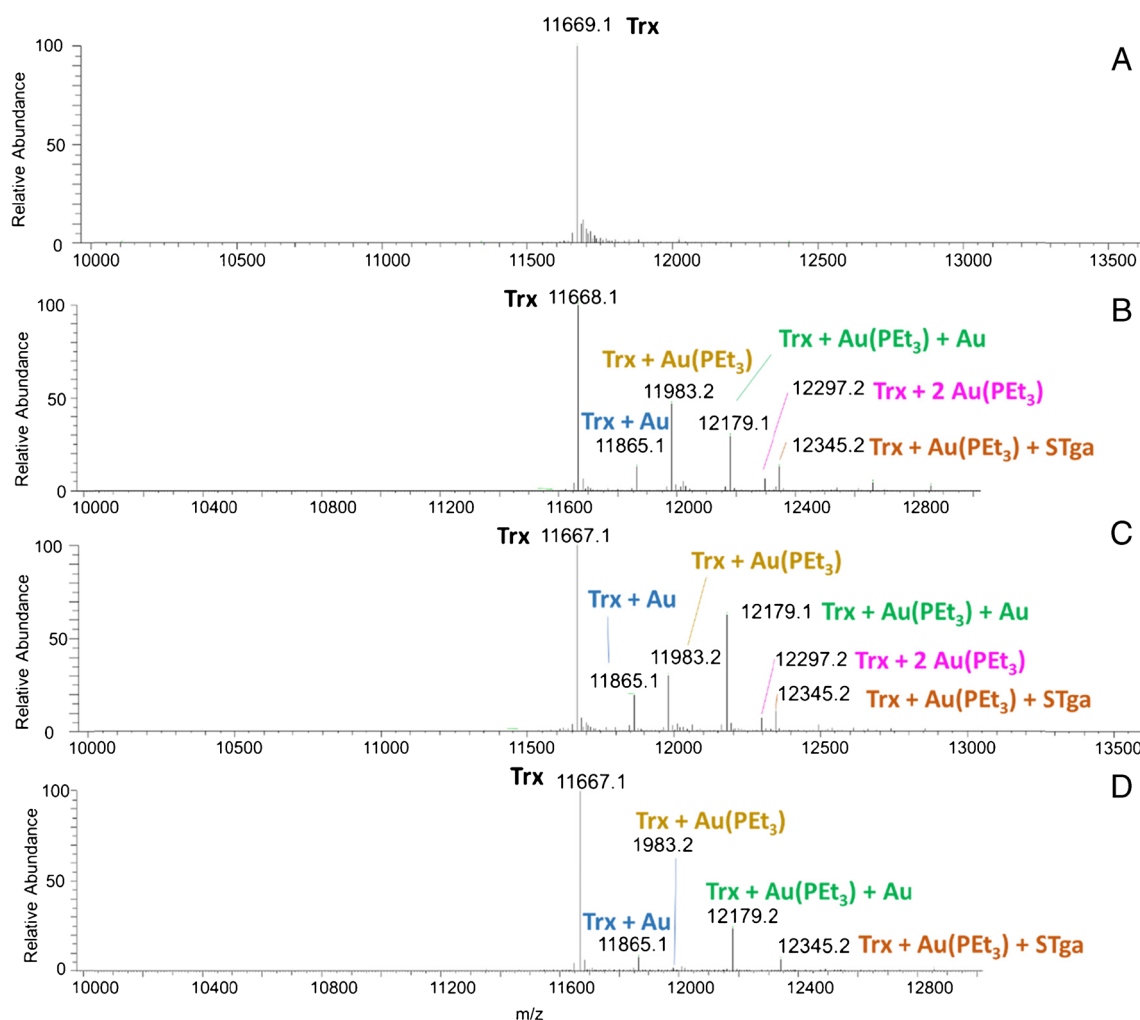 11669.1 Trx
A
100
50
0
Relative Abundance
10000 10500 11000 11500 12000 12500 13000 13500
Trx 11668.1
B
100
50
0
Relative Abundance
Trx + Au(PEt3) + Au
Trx + Au(PEt3)
11983.2
12297.2 Trx + 2 Au(PEt3)
Trx + Au
12179.1
11865.1
12345.2 Trx + Au(PEt3) + STga
10000 10400 10800 11200 11600 12000 12400 12800
Trx 11667.1
C
100
50
0
Relative Abundance
Trx + Au(PEt3)
Trx + Au
12179.1 Trx + Au(PEt3) + Au
11983.2
12297.2 Trx + 2 Au(PEt3)
11865.1
12345.2 Trx + Au(PEt3) + STga
10000 10500 11000 11500 12000 12500 13000 13500
Trx 11667.1
D
100
50
0
Relative Abundance
Trx + Au(PEt3)
1983.2
Trx + Au(PEt3) + Au
12179.2
Trx + Au
11865.1
12345.2 Trx + Au(PEt3) + STga
10000 10400 10800 11200 11600 12000 12400 12800
m/z